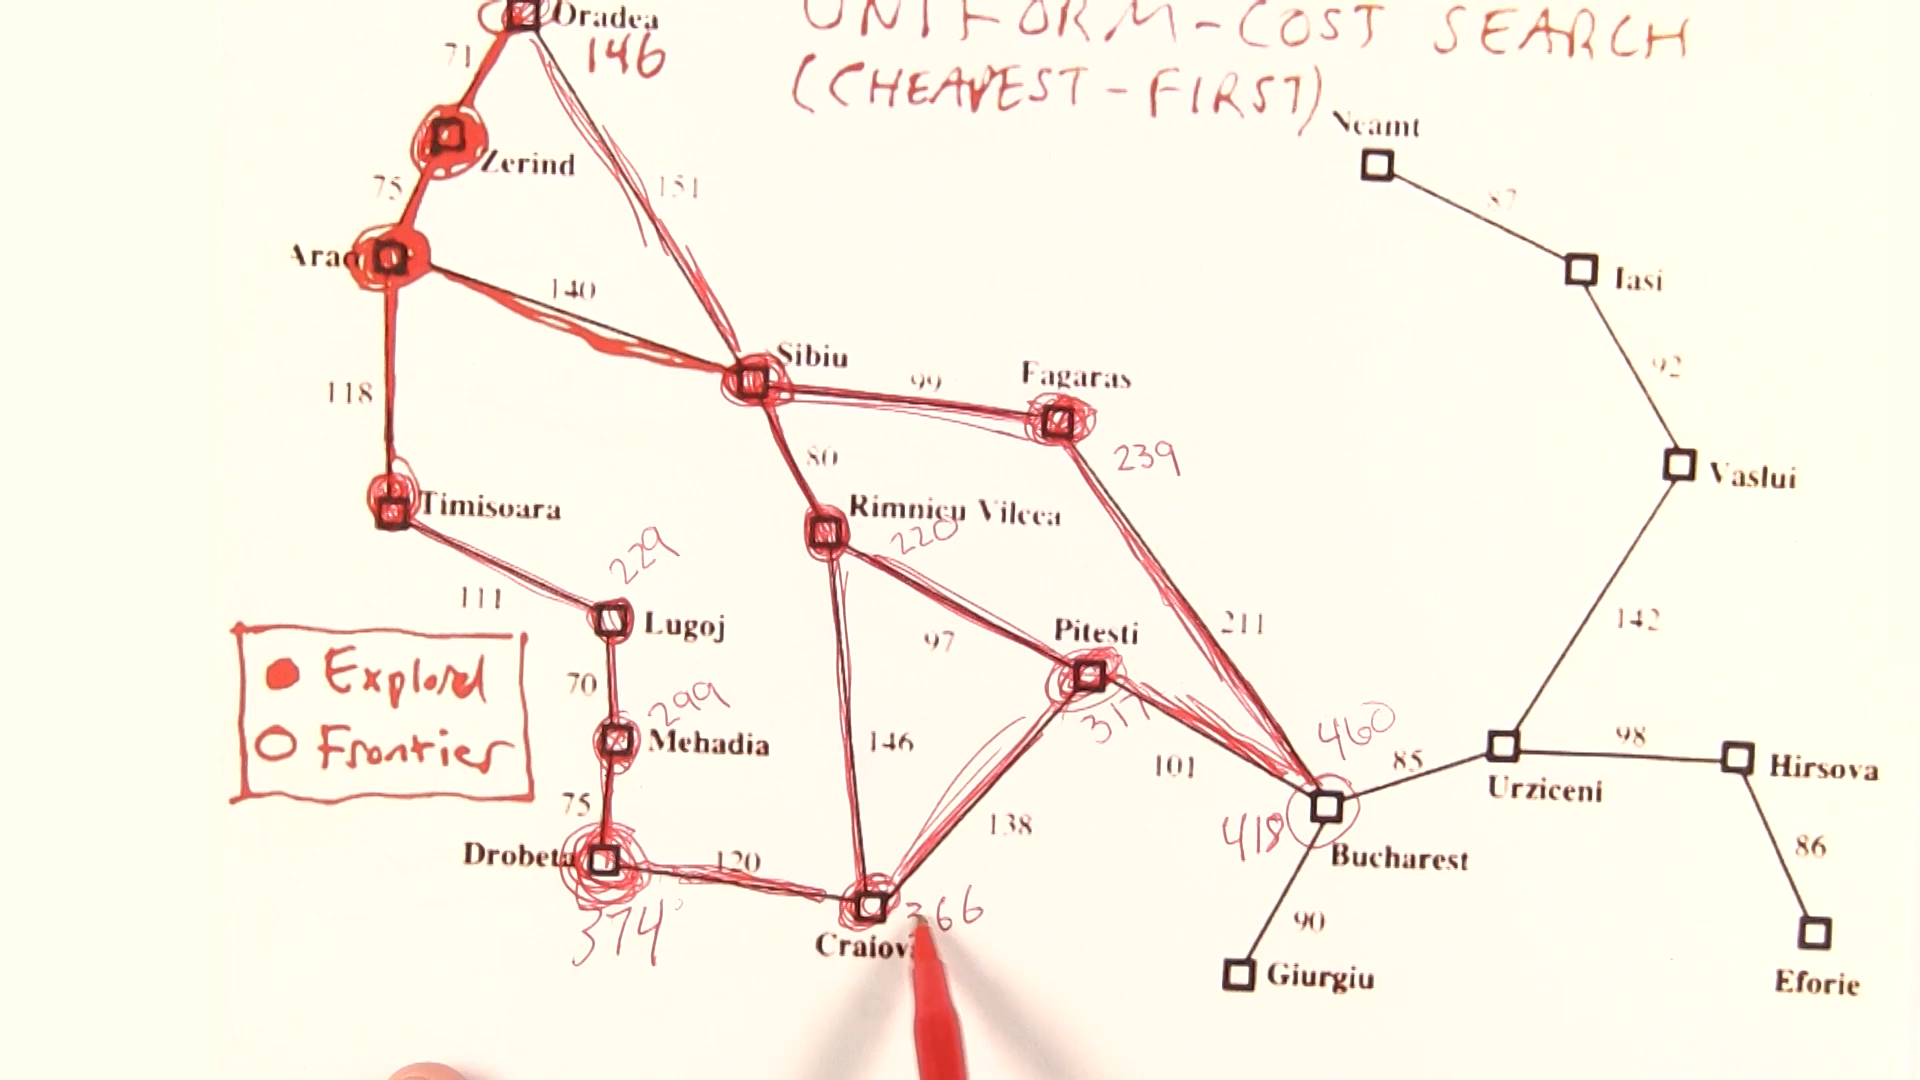 Oradea
UNIFORM-COST SEARCH
71
146
(CHEAPEST-FIRST)
Neamt
Zerind
75
151
87
Arad
140
Iasi
Sibiu
92
118
99
Fagaras
80
239
Vaslui
Timisoara
Rimnicu Vilcea
220
229
111
Lugoj
97
Pitesti
211
142
Explored
70
299
317
Mehadia
146
460
98
Frontier
101
85
Hirsova
75
Urziceni
138
418
Drobeta
120
Bucharest
86
374
366
90
Craiova
Giurgiu
Eforie